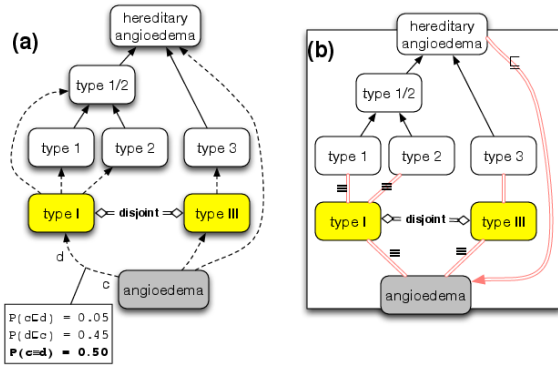 (a)
hereditary
angioedema
type 1/2
type 1
type 2
type 3
type I
disjoint
type III
d
c
angioedema
P(c⊑d) = 0.05
P(d⊑c) = 0.45
P(c≡d) = 0.50
(b)
hereditary
angioedema
⊑
type 1/2
type 1
type 2
type 3
≡
≡
type I
disjoint
type III
≡
≡
angioedema